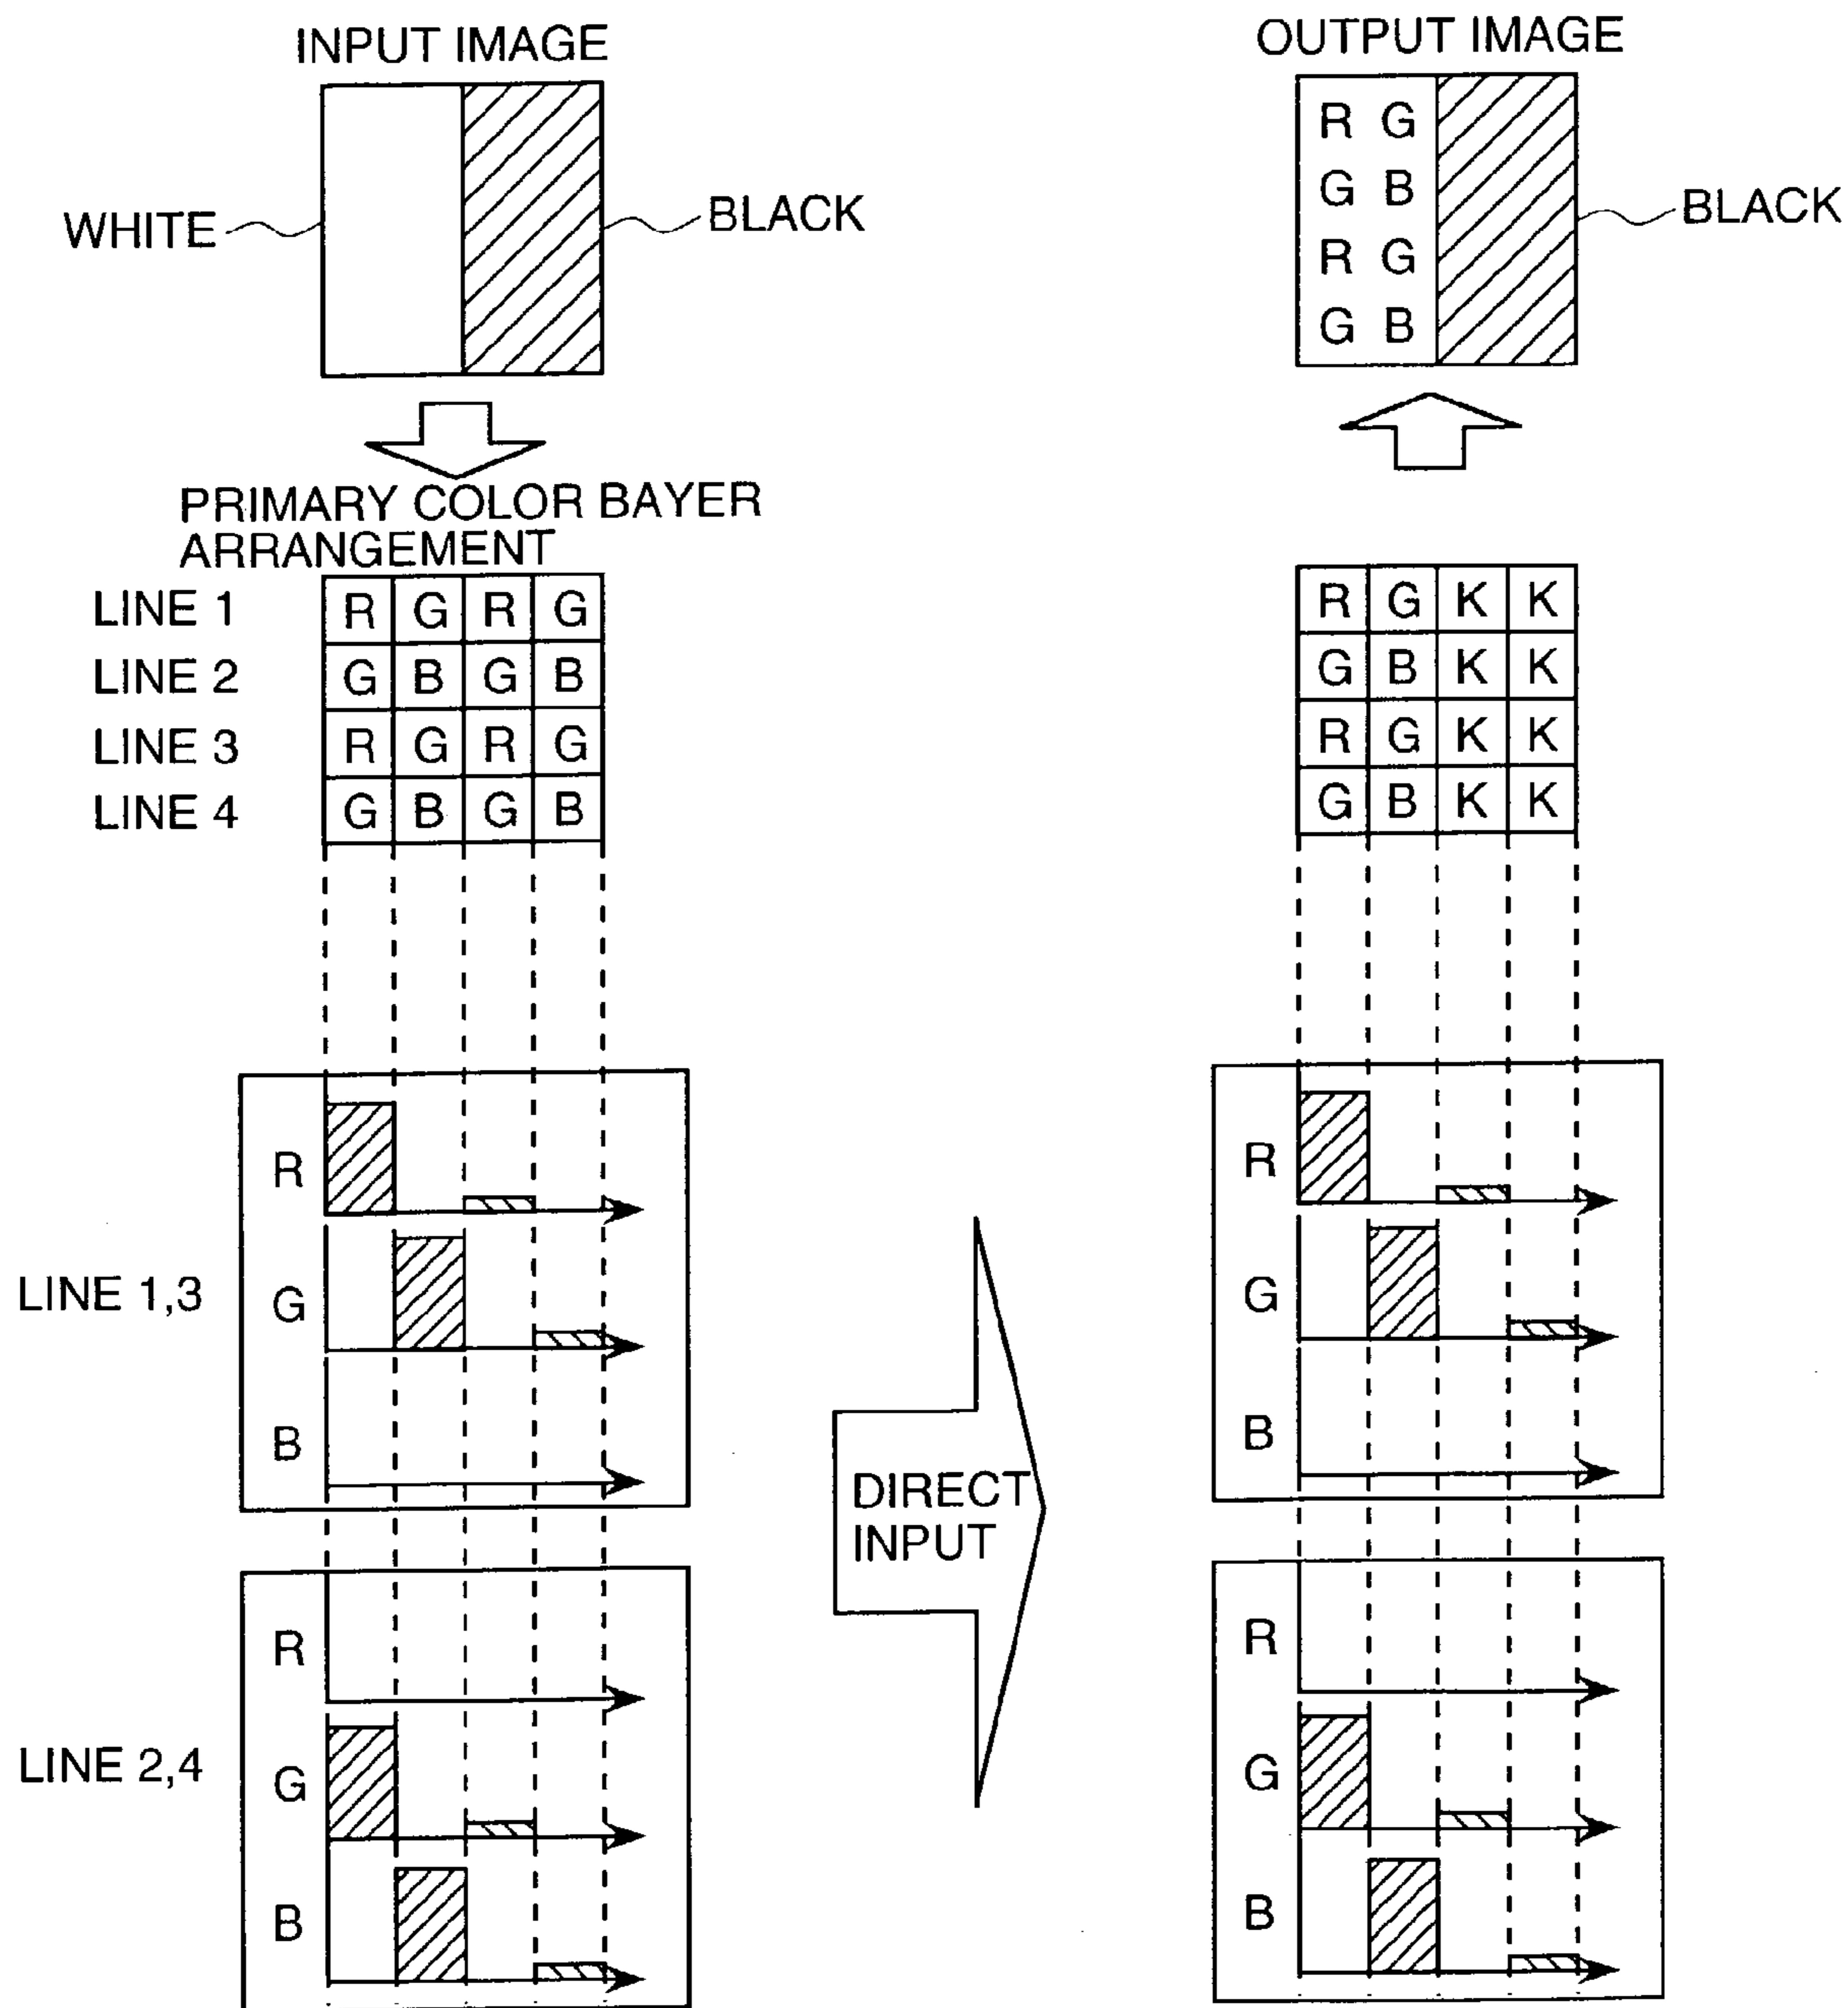 INPUT IMAGE
WHITE
BLACK
PRIMARY COLOR BAYER
ARRANGEMENT
LINE 1 R G R G
LINE 2 G B G B
LINE 3 R G R G
LINE 4 G B G B
LINE 1,3
R
G
B
LINE 2,4
R
G
B
DIRECT
INPUT
OUTPUT IMAGE
R G
G B
R G
G B
BLACK
R G K K
G B K K
R G K K
G B K K
R
G
B
R
G
B